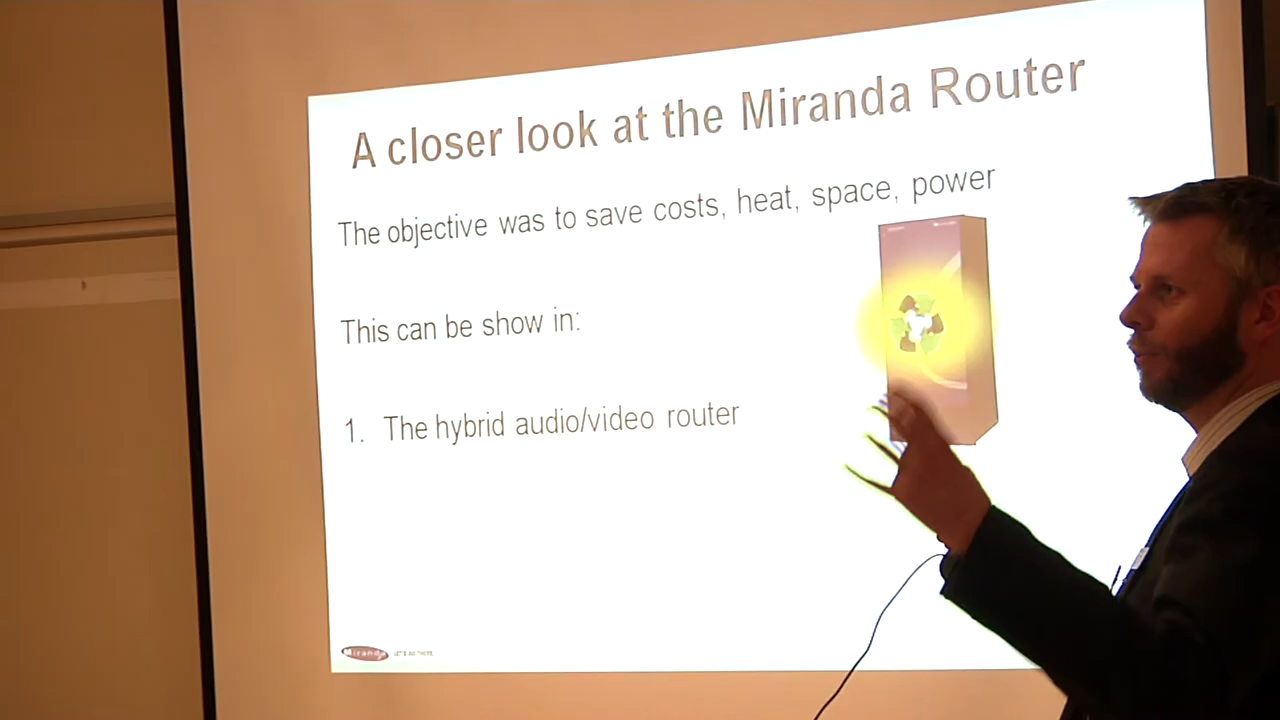 A closer look at the Miranda Router
The objective was to save costs, heat, space, power
This can be show in:
1. The hybrid audio/video router
Miranda